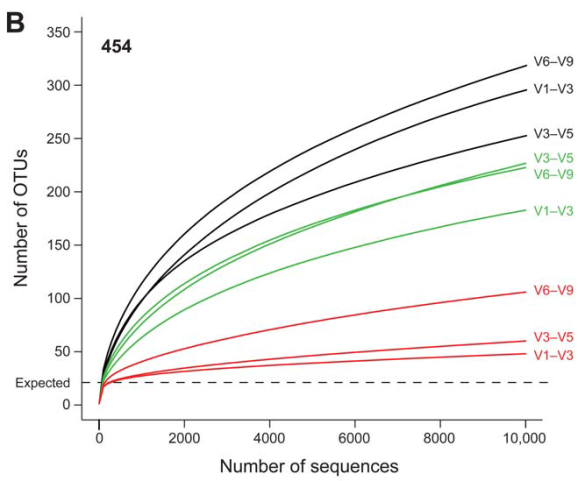 B
454
350
300
250
200
150
100
50
Expected
0
Number of OTUs
V6–V9
V1–V3
V3–V5
V3–V5
V6–V9
V1–V3
V6–V9
V3–V5
V1–V3
0 2000 4000 6000 8000 10,000
Number of sequences